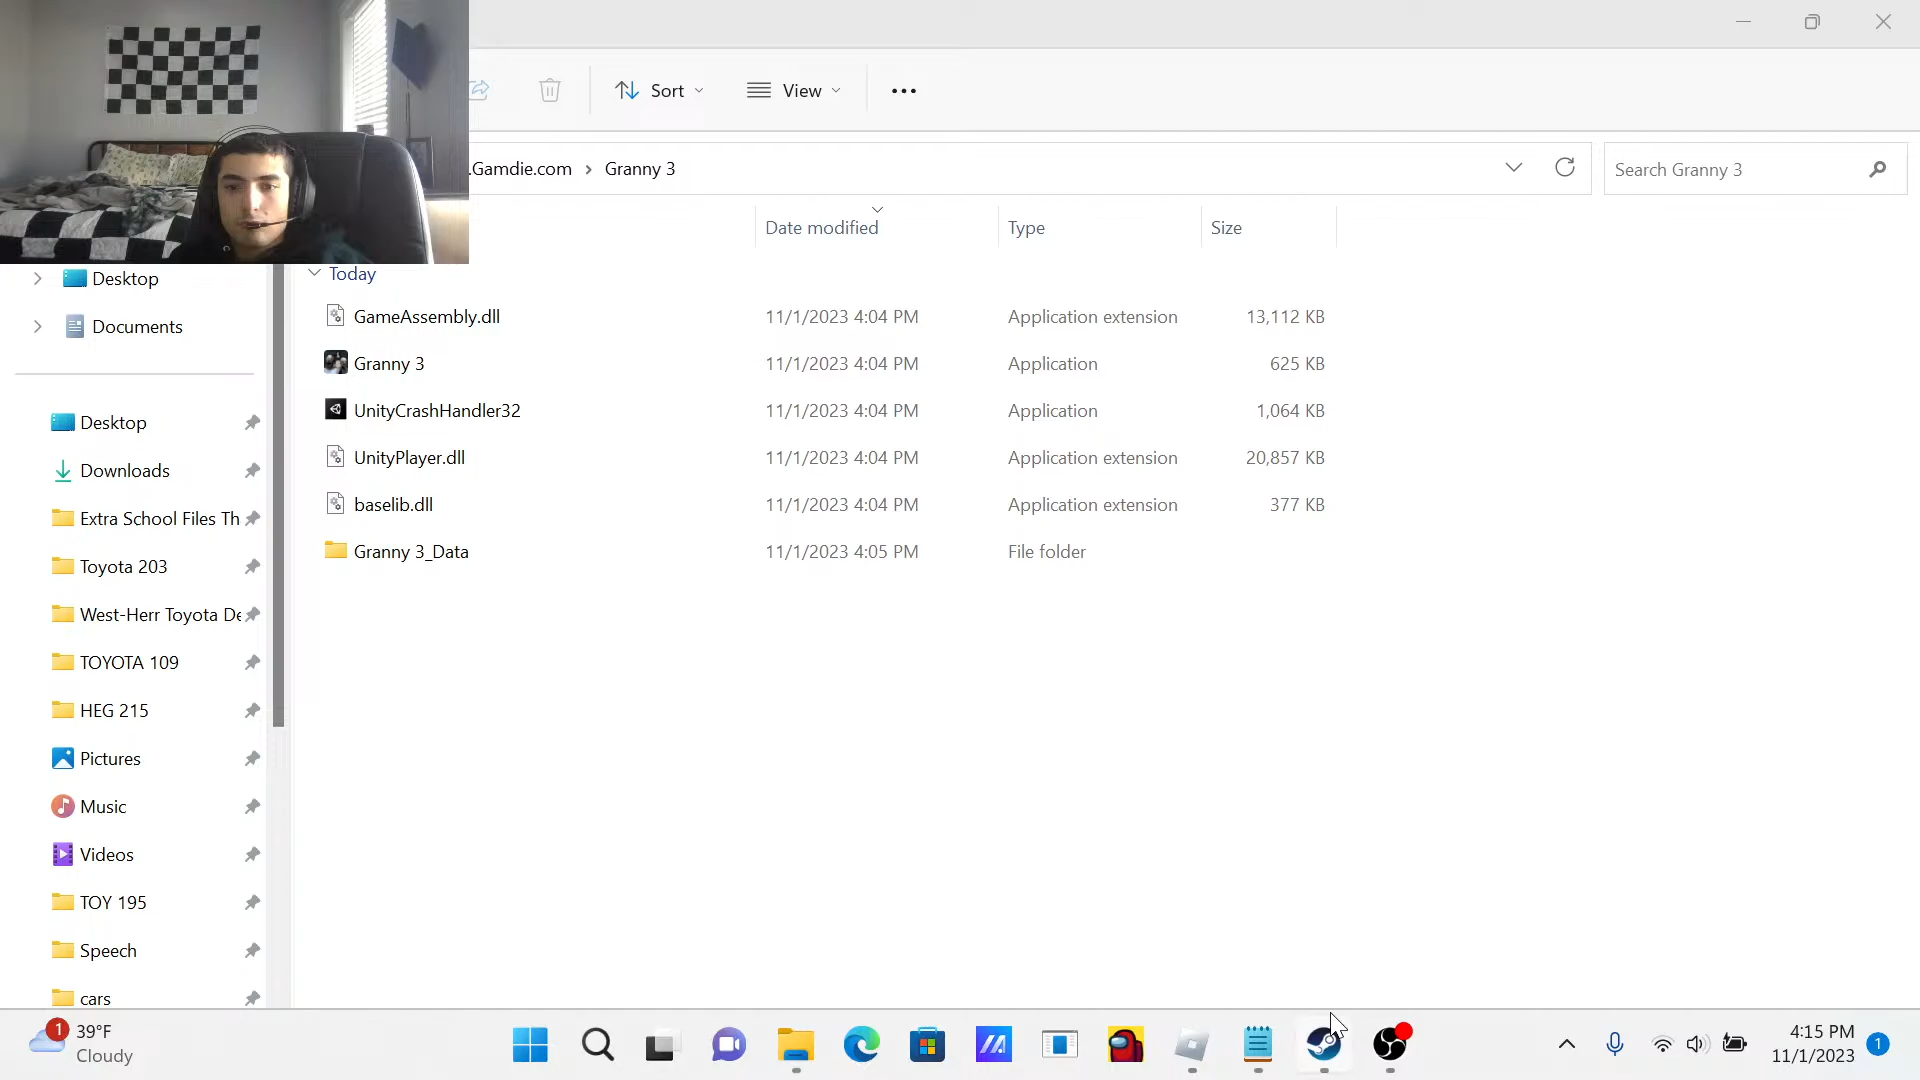 Sort
View
.Gamdie.com > Granny 3
Search Granny 3
Date modified Type Size
Today
GameAssembly.dll 11/1/2023 4:04 PM Application extension 13,112 KB
Granny 3 11/1/2023 4:04 PM Application 625 KB
UnityCrashHandler32 11/1/2023 4:04 PM Application 1,064 KB
UnityPlayer.dll 11/1/2023 4:04 PM Application extension 20,857 KB
baselib.dll 11/1/2023 4:04 PM Application extension 377 KB
Granny 3_Data 11/1/2023 4:05 PM File folder
Desktop
Documents
Desktop
Downloads
Extra School Files Th
Toyota 203
West-Herr Toyota De
TOYOTA 109
HEG 215
Pictures
Music
Videos
TOY 195
Speech
cars
1
39°F
Cloudy
4:15 PM
11/1/2023
1